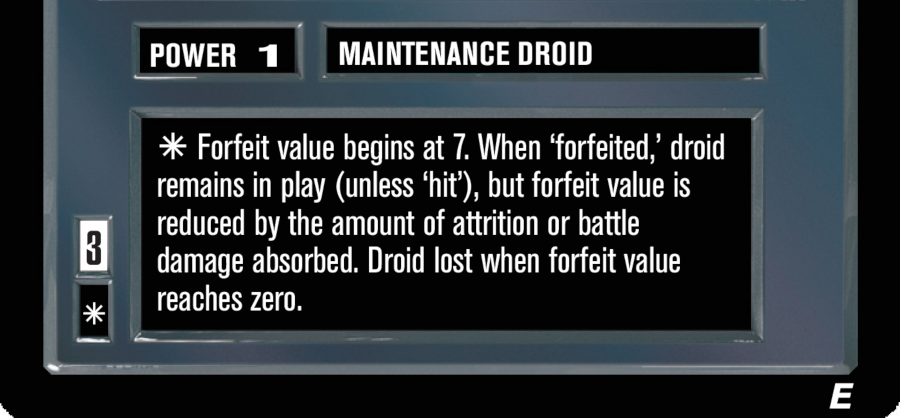 POWER 1
MAINTENANCE DROID
✳ Forfeit value begins at 7. When ‘forfeited,’ droid
remains in play (unless ‘hit’), but forfeit value is
reduced by the amount of attrition or battle
damage absorbed. Droid lost when forfeit value
reaches zero.
3
✳
E